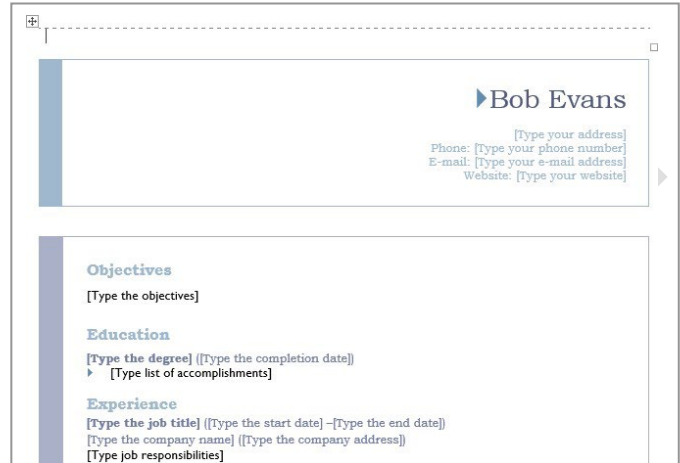 Bob Evans
[Type your address]
Phone: [Type your phone number]
E-mail: [Type your e-mail address]
Website: [Type your website]
Objectives
[Type the objectives]
Education
[Type the degree] ([Type the completion date])
[Type list of accomplishments]
Experience
[Type the job title] ([Type the start date] –[Type the end date])
[Type the company name] ([Type the company address])
[Type job responsibilities]